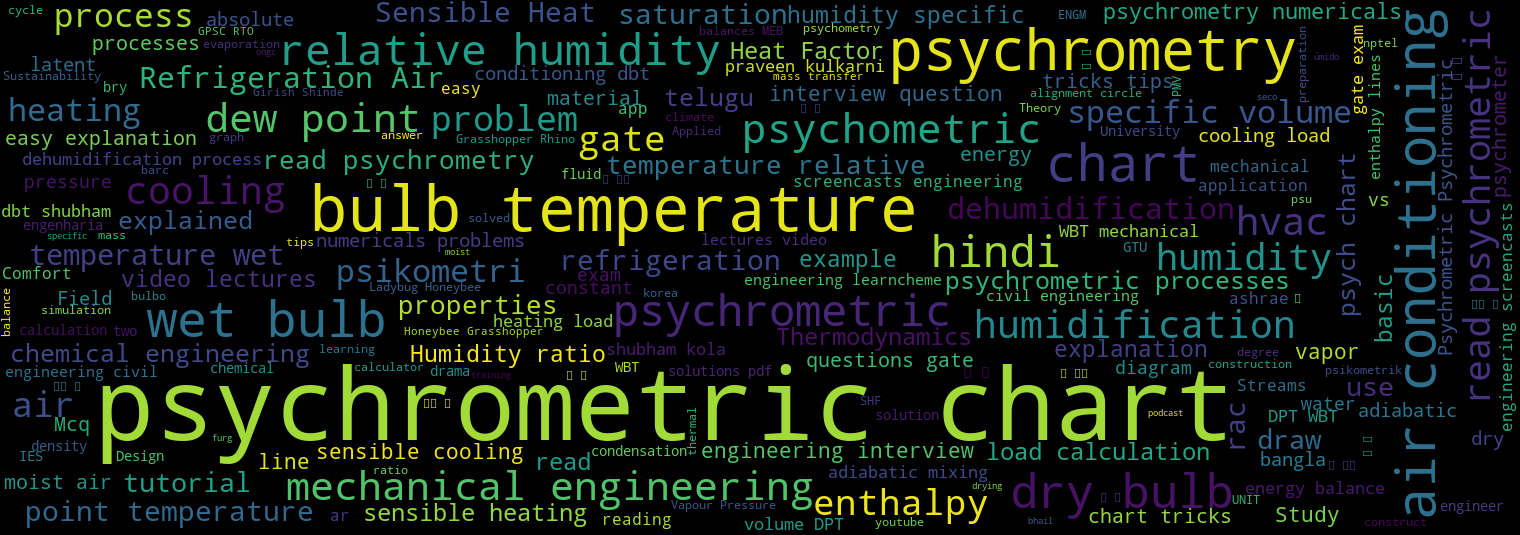 cycle
process
absolute
Sensible Heat
saturation
humidity specific
ENGM
psychrometry numericals
processes
GPSC RTO
evaporation
ongc
relative humidity
balances MEB
psychometry
Heat Factor
psychrometry
air conditioning
read psychrometric
latent
Sustainability
Refrigeration Air
conditioning dbt
praveen kulkarni
mass transfer
tricks tips
preparation
úmido
gate exam
nptel
bry
Girish Shinde
easy
material
app
telugu
interview question
alignment circle
PMV
seco
heating
graph
dew point
answer
problem
Grasshopper Rhino
climate
Applied
psychometric
Theory
specific volume
University
cooling load
enthalpy lines
Psychrometric Psychrometric
psychrometer
easy explanation
dehumidification process
barc
read psychrometry
gate
temperature relative
energy
chart
mechanical
pressure
cooling
fluid
screencasts engineering
application
psu
vs
psych chart
dbt shubham
engenharia
explained
bulb temperature
solved
dehumidification
WBT mechanical
hvac
specific
mass
temperature wet
tips
numericals problems
moist
lectures video
refrigeration
example
hindi
GTU
humidity
Comfort
video lectures
psikometri
exam
constant
engineering learncheme
psychrometric processes
ashrae
basic
screencasts engineering
balance
Field
simulation
bulbo
Ladybug Honeybee
properties
korea
civil engineering
calculation
two
wet bulb
Honeybee Grasshopper
heating load
psychrometric
Thermodynamics
humidification
chemical engineering
learning
Humidity ratio
shubham kola
questions gate
explanation
degree
vapor
engineering civil
chemical
calculator
drama
training
WBT
solutions pdf
diagram
construction
psikometrik
air
psychrometric chart
SHF
solution
podcast
Streams
use
water
adiabatic
Mcq
furg
thermal
DPT WBT
rac
density
IES
Design
line
sensible cooling
read
condensation
engineering interview
load calculation
draw
bangla
dry
moist air
tutorial
ratio
mechanical engineering
adiabatic mixing
drying
enthalpy
dry bulb
energy balance
UNIT
engineer
point temperature
ar
sensible heating
reading
Vapour Pressure
volume DPT
youtube
bhail
chart tricks
Study
construct